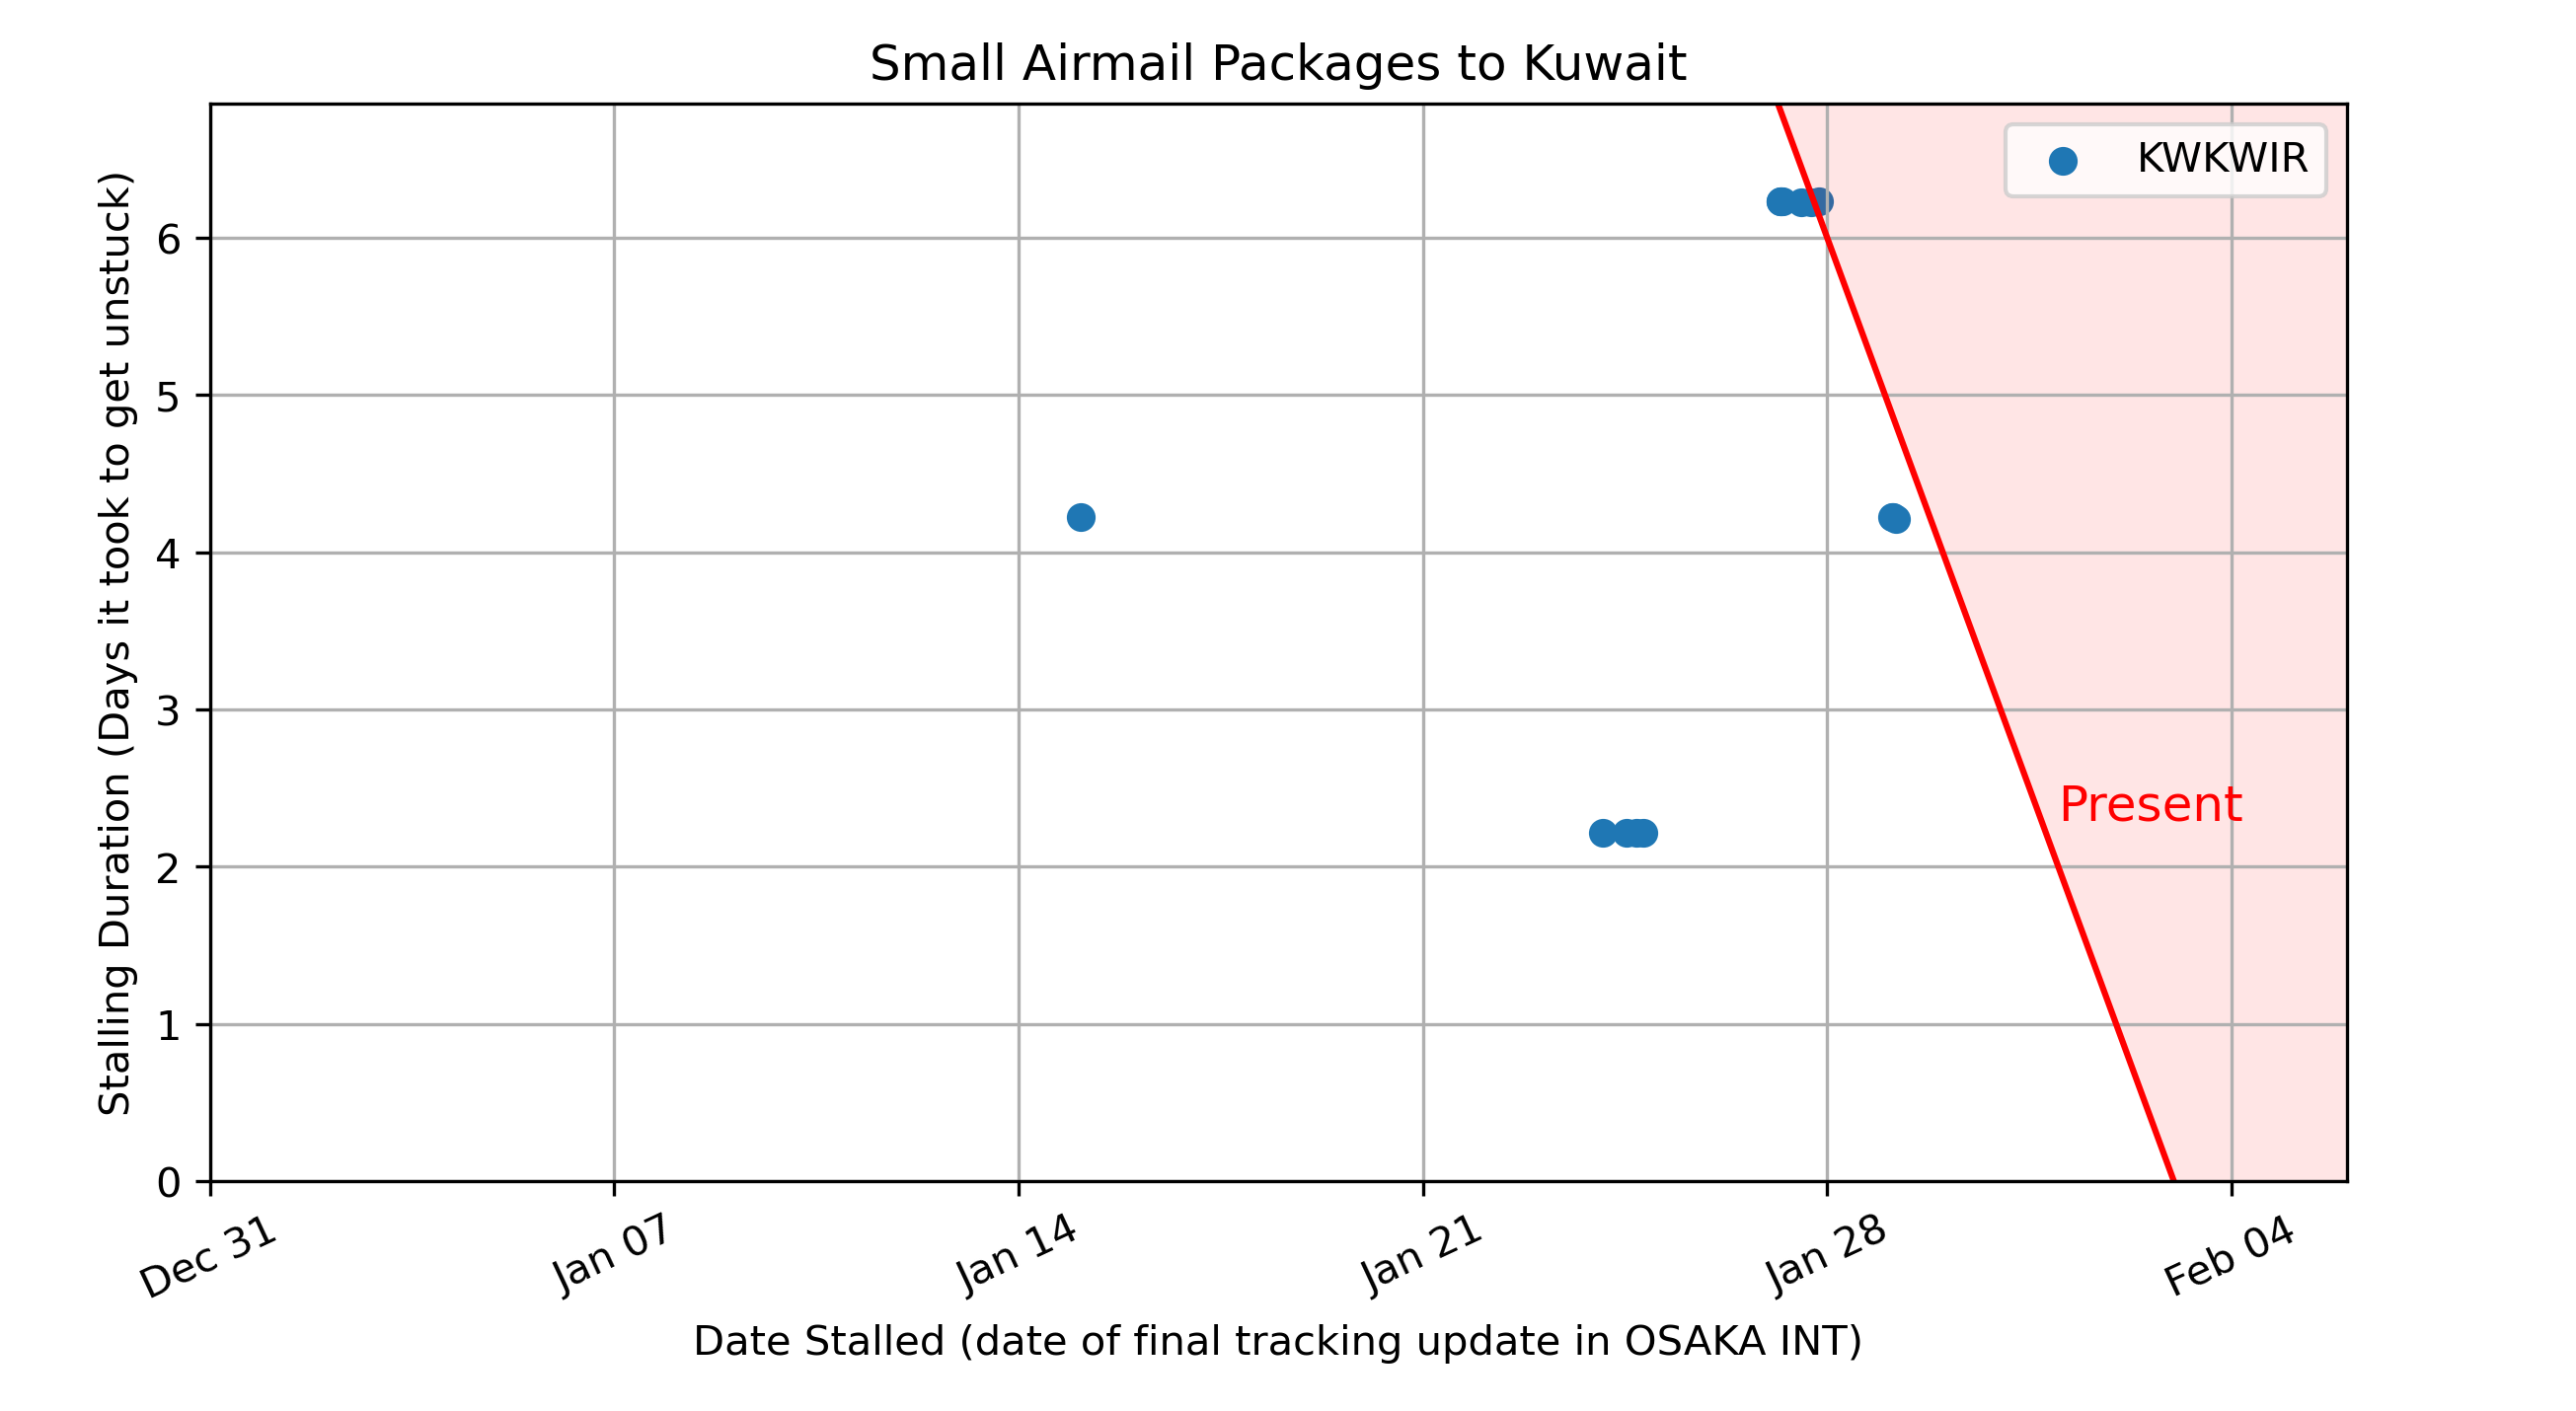 Small Airmail Packages to Kuwait
KWKWIR
Stalling Duration (Days it took to get unstuck)
6
5
4
3
2
1
0
Present
Dec 31
Jan 07
Jan 14
Jan 21
Jan 28
Feb 04
Date Stalled (date of final tracking update in OSAKA INT)